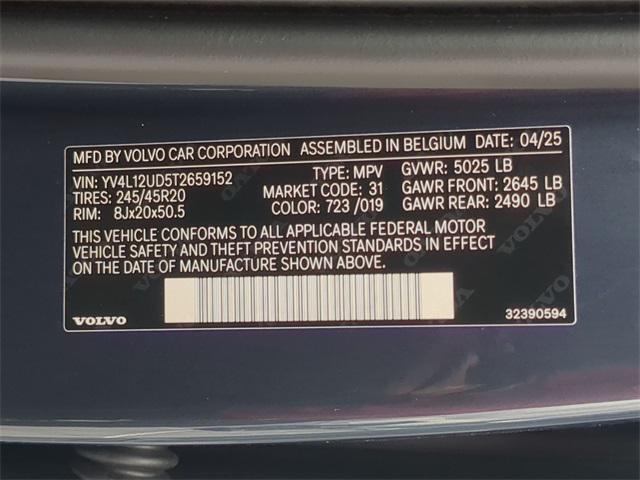 MFD BY VOLVO CAR CORPORATION ASSEMBLED IN BELGIUM DATE: 04/25
VIN: YV4L12UD5T2659152 TYPE: MPV GVWR: 5025 LB
TIRES: 245/45R20 MARKET CODE: 31 GAWR FRONT: 2645 LB
RIM: 8Jx20x50.5 COLOR: 723/019 GAWR REAR: 2490 LB
THIS VEHICLE CONFORMS TO ALL APPLICABLE FEDERAL MOTOR
VEHICLE SAFETY AND THEFT PREVENTION STANDARDS IN EFFECT
ON THE DATE OF MANUFACTURE SHOWN ABOVE.
VOLVO 32390594